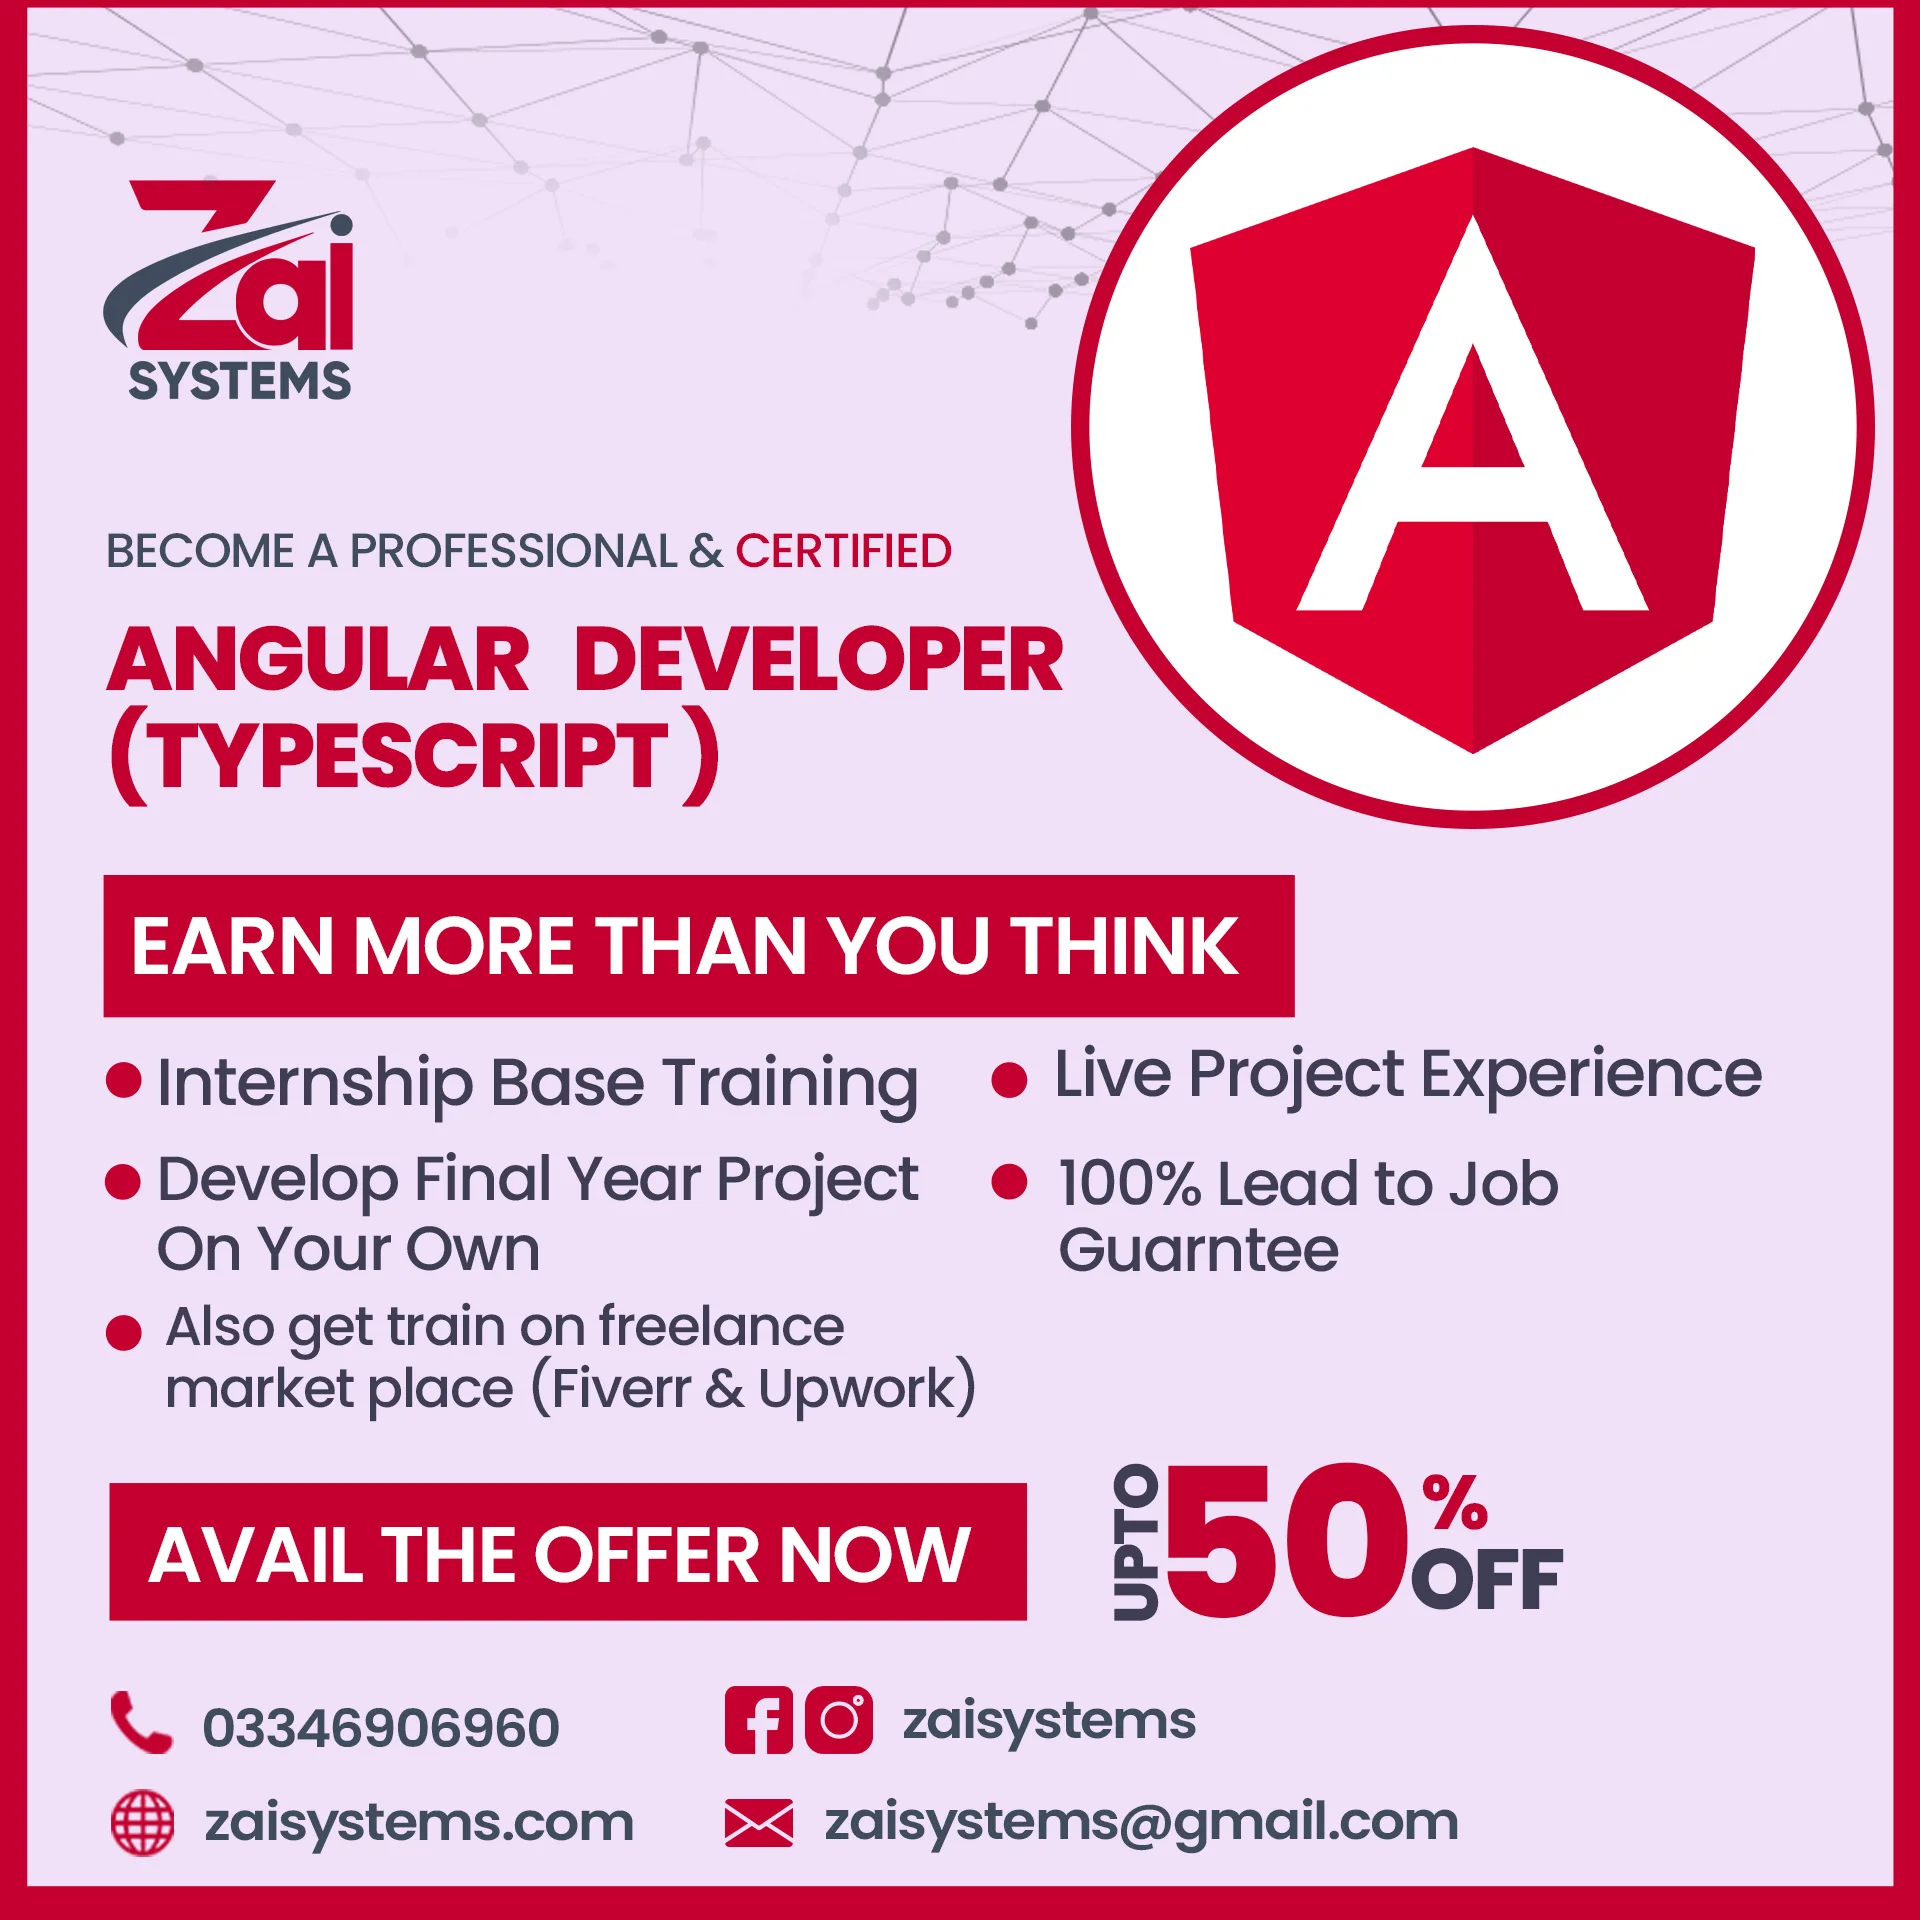 Zai
SYSTEMS
BECOME A PROFESSIONAL & CERTIFIED
ANGULAR DEVELOPER
(TYPESCRIPT)
EARN MORE THAN YOU THINK
Internship Base Training
Develop Final Year Project
On Your Own
Also get train on freelance
market place (Fiverr & Upwork)
Live Project Experience
100% Lead to Job
Guarntee
AVAIL THE OFFER NOW
UPTO 50% OFF
03346906960
zaisystems
zaisystems.com
zaisystems@gmail.com